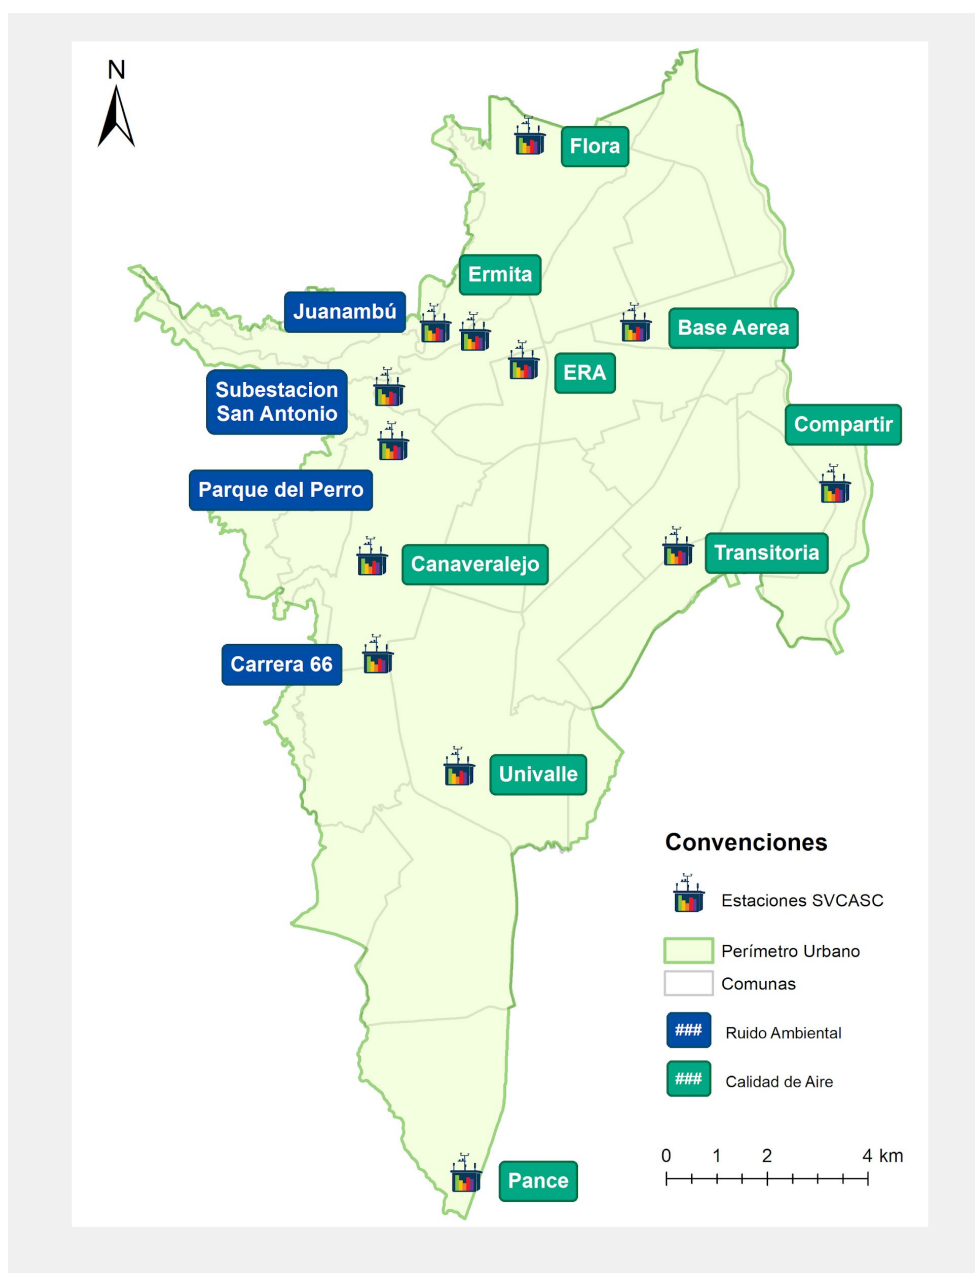 N
Flora
Ermita
Juanambú
Base Aerea
ERA
Subestacion
San Antonio
Compartir
Parque del Perro
Transitoria
Canaveralejo
Carrera 66
Univalle
Convenciones
Estaciones SVCASC
Perímetro Urbano
Comunas
### Ruido Ambiental
### Calidad de Aire
0 1 2 4 km
Pance